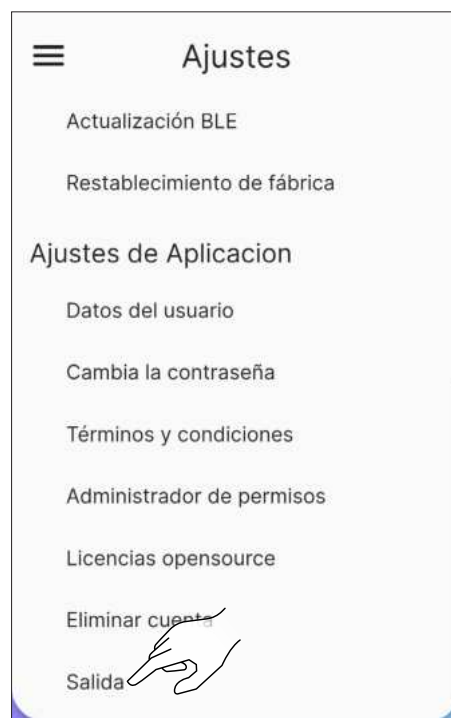 Ajustes
Actualización BLE
Restablecimiento de fábrica
Ajustes de Aplicacion
Datos del usuario
Cambia la contraseña
Términos y condiciones
Administrador de permisos
Licencias opensource
Eliminar cuenta
Salida